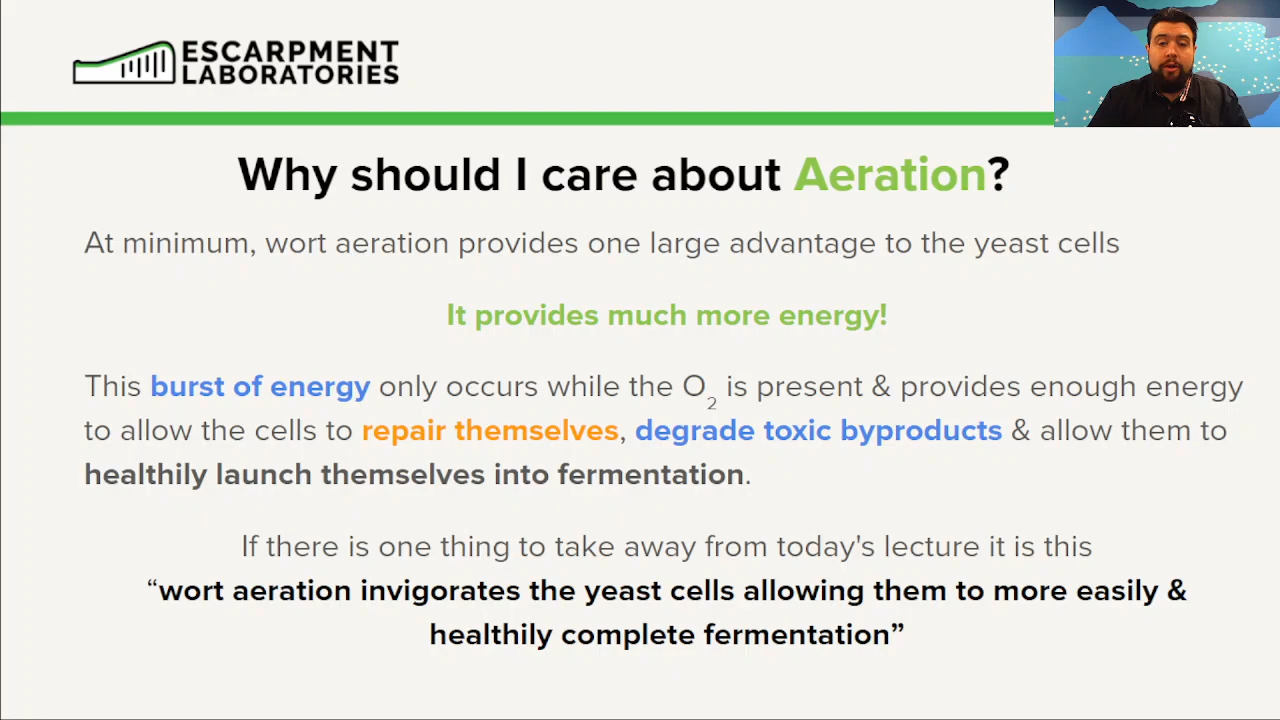 ESCARPMENT
LABORATORIES
Why should I care about Aeration?
At minimum, wort aeration provides one large advantage to the yeast cells
It provides much more energy!
This burst of energy only occurs while the O₂ is present & provides enough energy
to allow the cells to repair themselves, degrade toxic byproducts & allow them to
healthily launch themselves into fermentation.
If there is one thing to take away from today's lecture it is this
“wort aeration invigorates the yeast cells allowing them to more easily &
healthily complete fermentation”